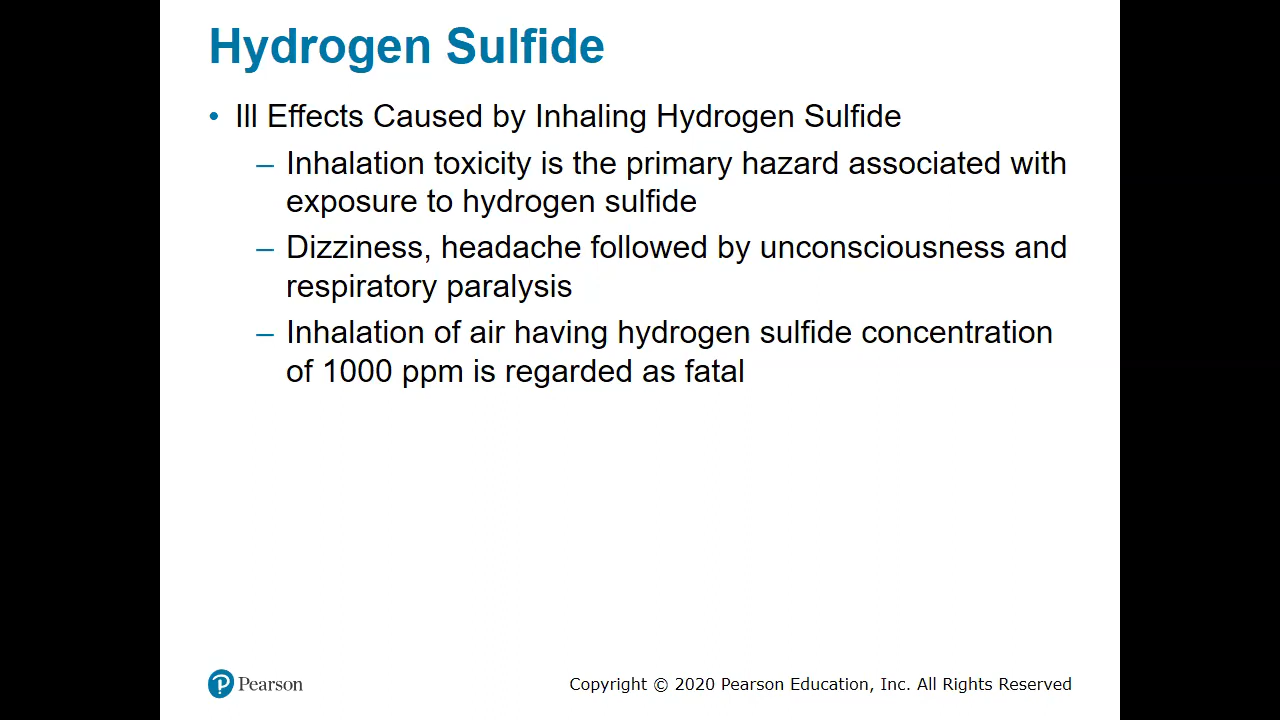 Hydrogen Sulfide
• Ill Effects Caused by Inhaling Hydrogen Sulfide
– Inhalation toxicity is the primary hazard associated with
exposure to hydrogen sulfide
– Dizziness, headache followed by unconsciousness and
respiratory paralysis
– Inhalation of air having hydrogen sulfide concentration
of 1000 ppm is regarded as fatal
Pearson
Copyright © 2020 Pearson Education, Inc. All Rights Reserved